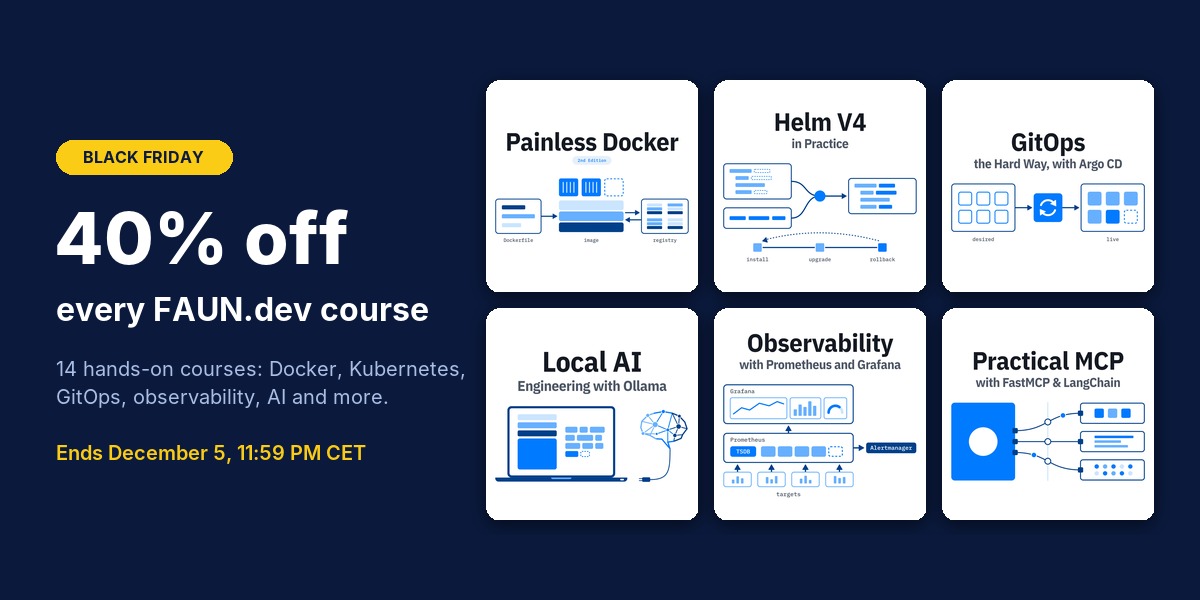 BLACK FRIDAY
40% off
every FAUN.dev course
14 hands-on courses: Docker, Kubernetes,
GitOps, observability, AI and more.
Ends December 5, 11:59 PM CET
Painless Docker
2nd Edition
Dockerfile
image
registry
Helm V4
in Practice
install
upgrade
rollback
GitOps
the Hard Way, with Argo CD
desired
live
Local AI
Engineering with Ollama
Observability
with Prometheus and Grafana
Grafana
Prometheus
TSDB
Alertmanager
targets
Practical MCP
with FastMCP & LangChain